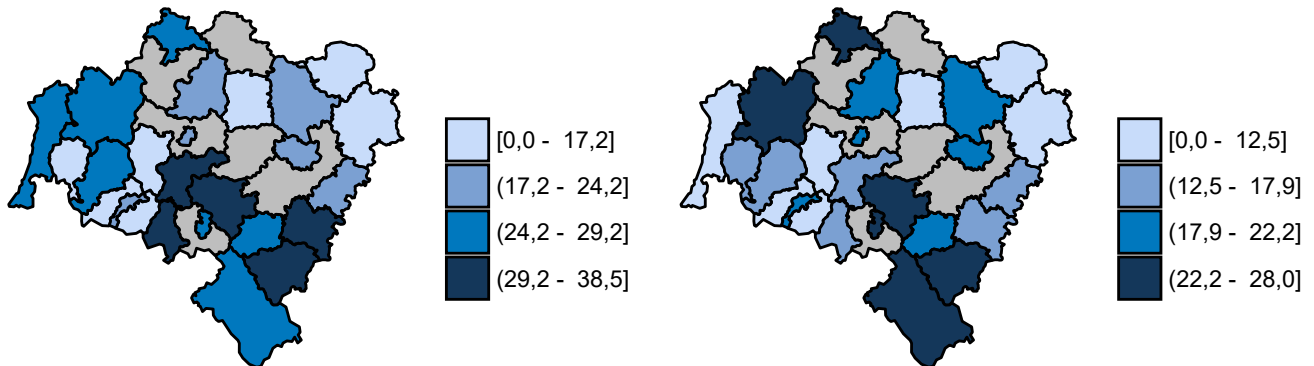 [0,0 - 17,2]
(17,2 - 24,2]
(24,2 - 29,2]
(29,2 - 38,5]
[0,0 - 12,5]
(12,5 - 17,9]
(17,9 - 22,2]
(22,2 - 28,0]